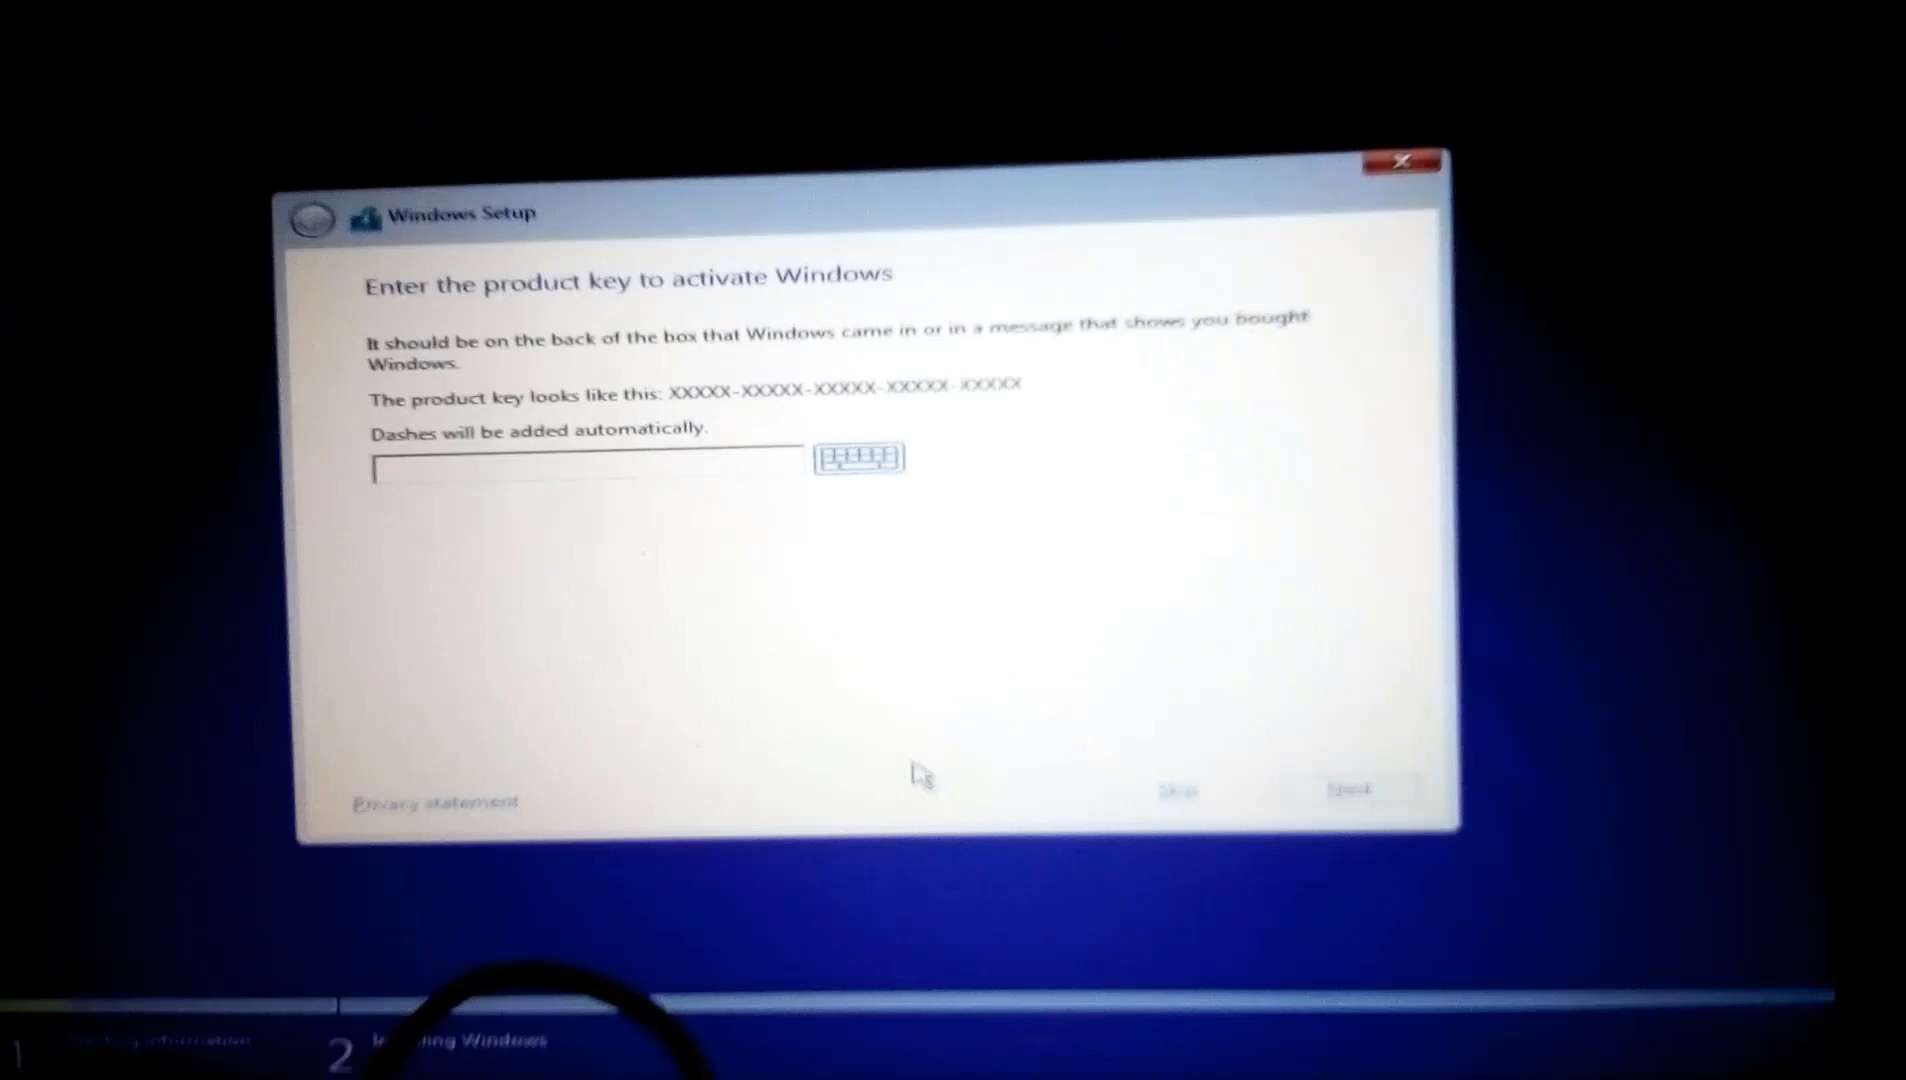 Windows Setup
Enter the product key to activate Windows
It should be on the back of the box that Windows came in or in a message that shows you bought
Windows.
The product key looks like this: XXXXX-XXXXX-XXXXX-XXXXX-XXXXX
Dashes will be added automatically.
Privacy statement
Skip
Next
1
2
Windows